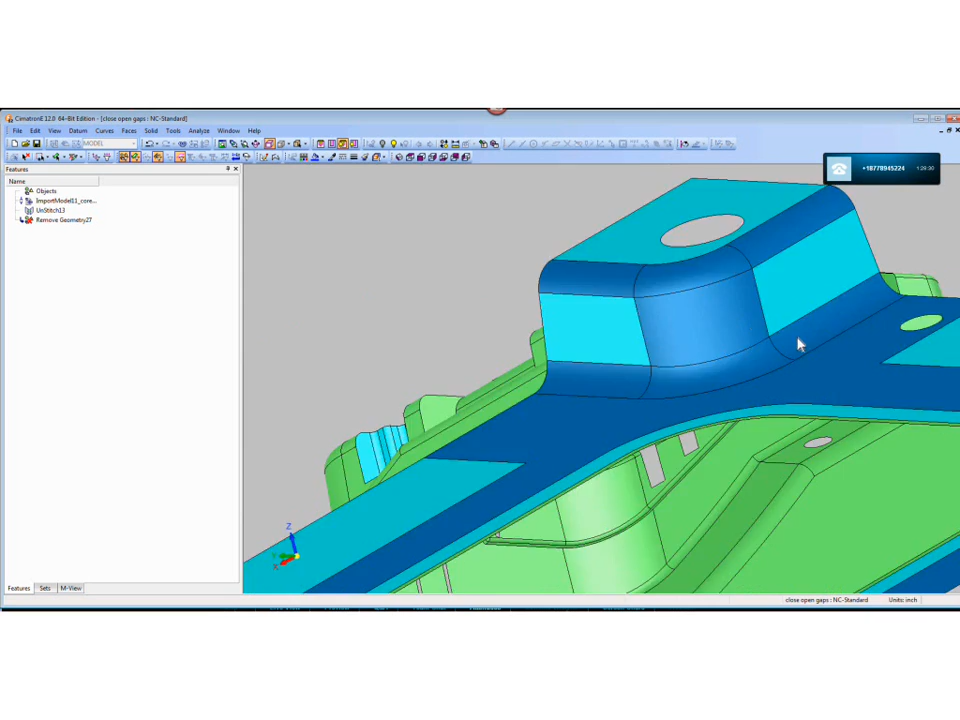 CimatronE 12.0 64-Bit Edition - [close open gaps : NC-Standard]
File Edit View Datum Curves Faces Solid Tools Analyze Window Help
MODEL
+18778945224 1:29:30
Features
Name
Objects
ImportModel11_core...
UnStitch13
Remove Geometry27
Z
Y
X
Features Sets M-View
close open gaps : NC-Standard Units: inch